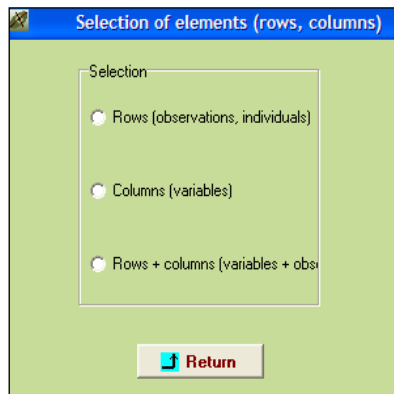 Selection of elements (rows, columns)
Selection
Rows (observations, individuals)
Columns (variables)
Rows + columns (variables + obs
Return